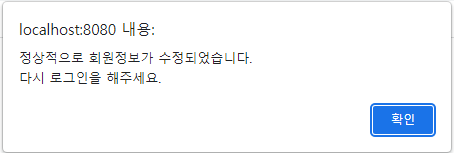 localhost:8080 내용:
정상적으로 회원정보가 수정되었습니다.
다시 로그인을 해주세요.
확인